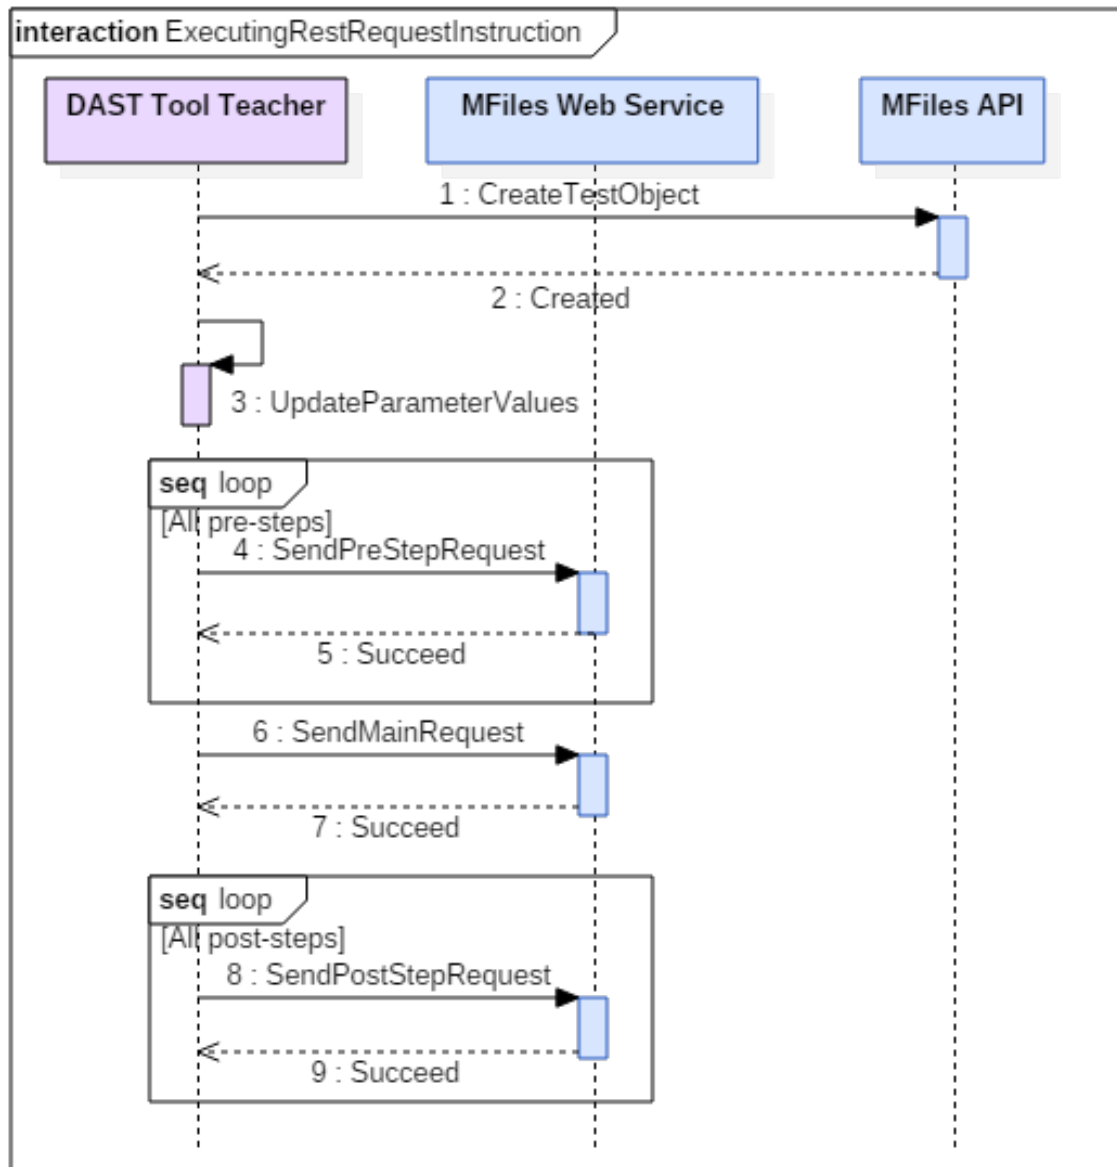 interaction ExecutingRestRequestInstruction
DAST Tool Teacher
MFiles Web Service
MFiles API
1 : CreateTestObject
2 : Created
3 : UpdateParameterValues
seq loop
[All pre-steps]
4 : SendPreStepRequest
5 : Succeed
6 : SendMainRequest
7 : Succeed
seq loop
[All post-steps]
8 : SendPostStepRequest
9 : Succeed